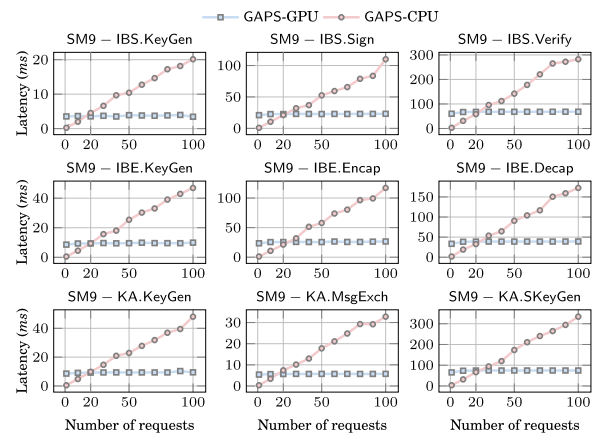 GAPS-GPU GAPS-CPU
SM9 − IBS.KeyGen SM9 − IBS.Sign SM9 − IBS.Verify
Latency (ms)
20
10
0
0 20 50 100
100
50
0
0 20 50 100
300
200
100
0
0 20 50 100
SM9 − IBE.KeyGen SM9 − IBE.Encap SM9 − IBE.Decap
Latency (ms)
40
20
0
0 20 50 100
100
50
0
0 20 50 100
150
100
50
0
0 20 50 100
SM9 − KA.KeyGen SM9 − KA.MsgExch SM9 − KA.SKeyGen
Latency (ms)
40
20
0
0 20 50 100
30
20
10
0
0 20 50 100
300
200
100
0
0 20 50 100
Number of requests Number of requests Number of requests